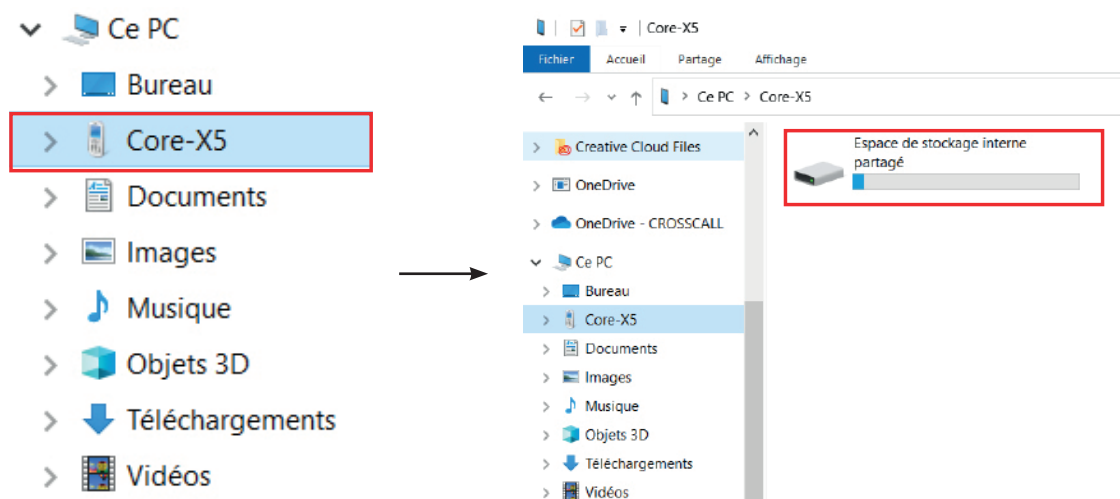 Ce PC
Bureau
Core-X5
Documents
Images
Musique
Objets 3D
Téléchargements
Vidéos
Core-X5
Fichier Accueil Partage Affichage
Ce PC > Core-X5
Creative Cloud Files
OneDrive
OneDrive - CROSSCALL
Ce PC
Bureau
Core-X5
Documents
Images
Musique
Objets 3D
Téléchargements
Vidéos
Espace de stockage interne
partagé